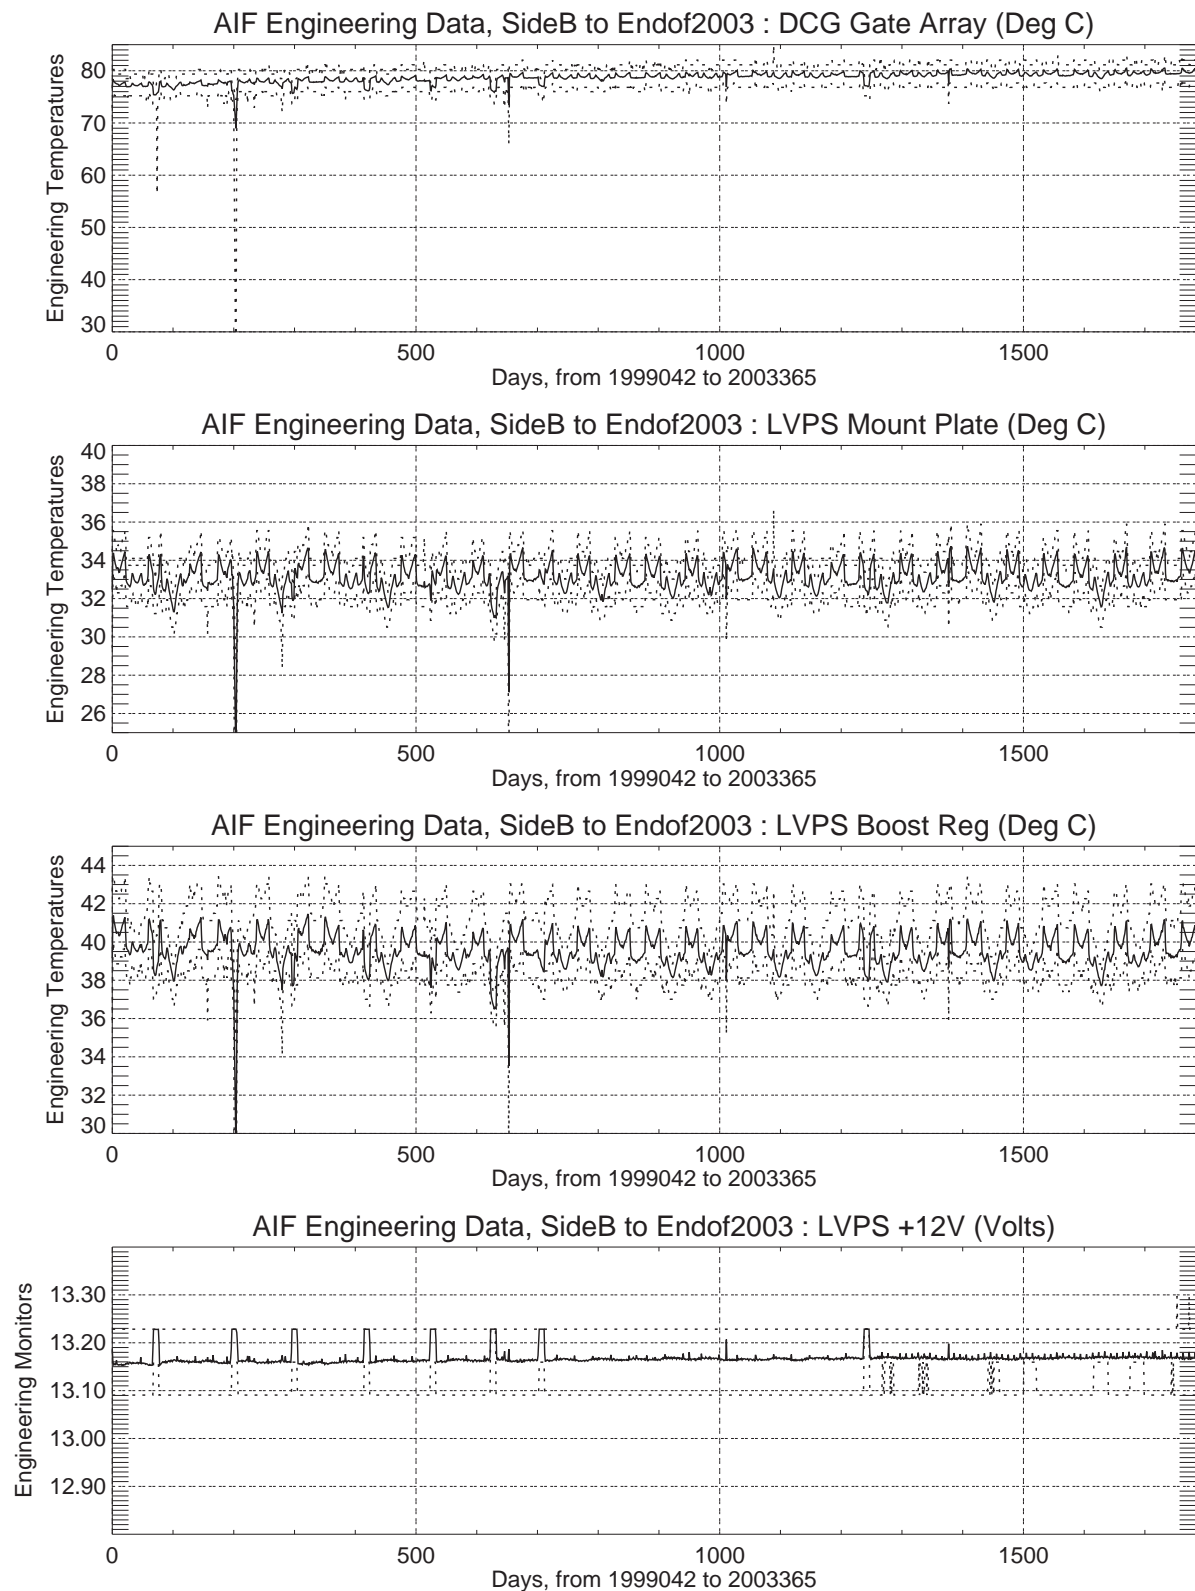 AIF Engineering Data, SideB to Endof2003 : DCG Gate Array (Deg C)
Engineering Temperatures
80
70
60
50
40
30
0 500 1000 1500
Days, from 1999042 to 2003365
AIF Engineering Data, SideB to Endof2003 : LVPS Mount Plate (Deg C)
Engineering Temperatures
40
38
36
34
32
30
28
26
0 500 1000 1500
Days, from 1999042 to 2003365
AIF Engineering Data, SideB to Endof2003 : LVPS Boost Reg (Deg C)
Engineering Temperatures
44
42
40
38
36
34
32
30
0 500 1000 1500
Days, from 1999042 to 2003365
AIF Engineering Data, SideB to Endof2003 : LVPS +12V (Volts)
Engineering Monitors
13.30
13.20
13.10
13.00
12.90
0 500 1000 1500
Days, from 1999042 to 2003365